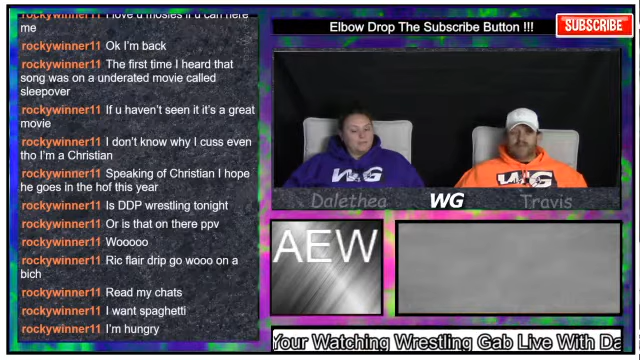 rockywinner11 I love u mosies if u can here
me
rockywinner11 Ok I'm back
rockywinner11 The first time I heard that
song was on a underated movie called
sleepover
rockywinner11 If u haven't seen it it's a great
movie
rockywinner11 I don't know why I cuss even
tho I'm a Christian
rockywinner11 Speaking of Christian I hope
he goes in the hof this year
rockywinner11 Is DDP wrestling tonight
rockywinner11 Or is that on there ppv
rockywinner11 Wooooo
rockywinner11 Ric flair drip go wooo on a
bich
rockywinner11 Read my chats
rockywinner11 I want spaghetti
rockywinner11 I'm hungry
Elbow Drop The Subscribe Button !!!
SUBSCRIBE
WG
WG
Dalethea
WG
Travis
AEW
Your Watching Wrestling Gab Live With Da